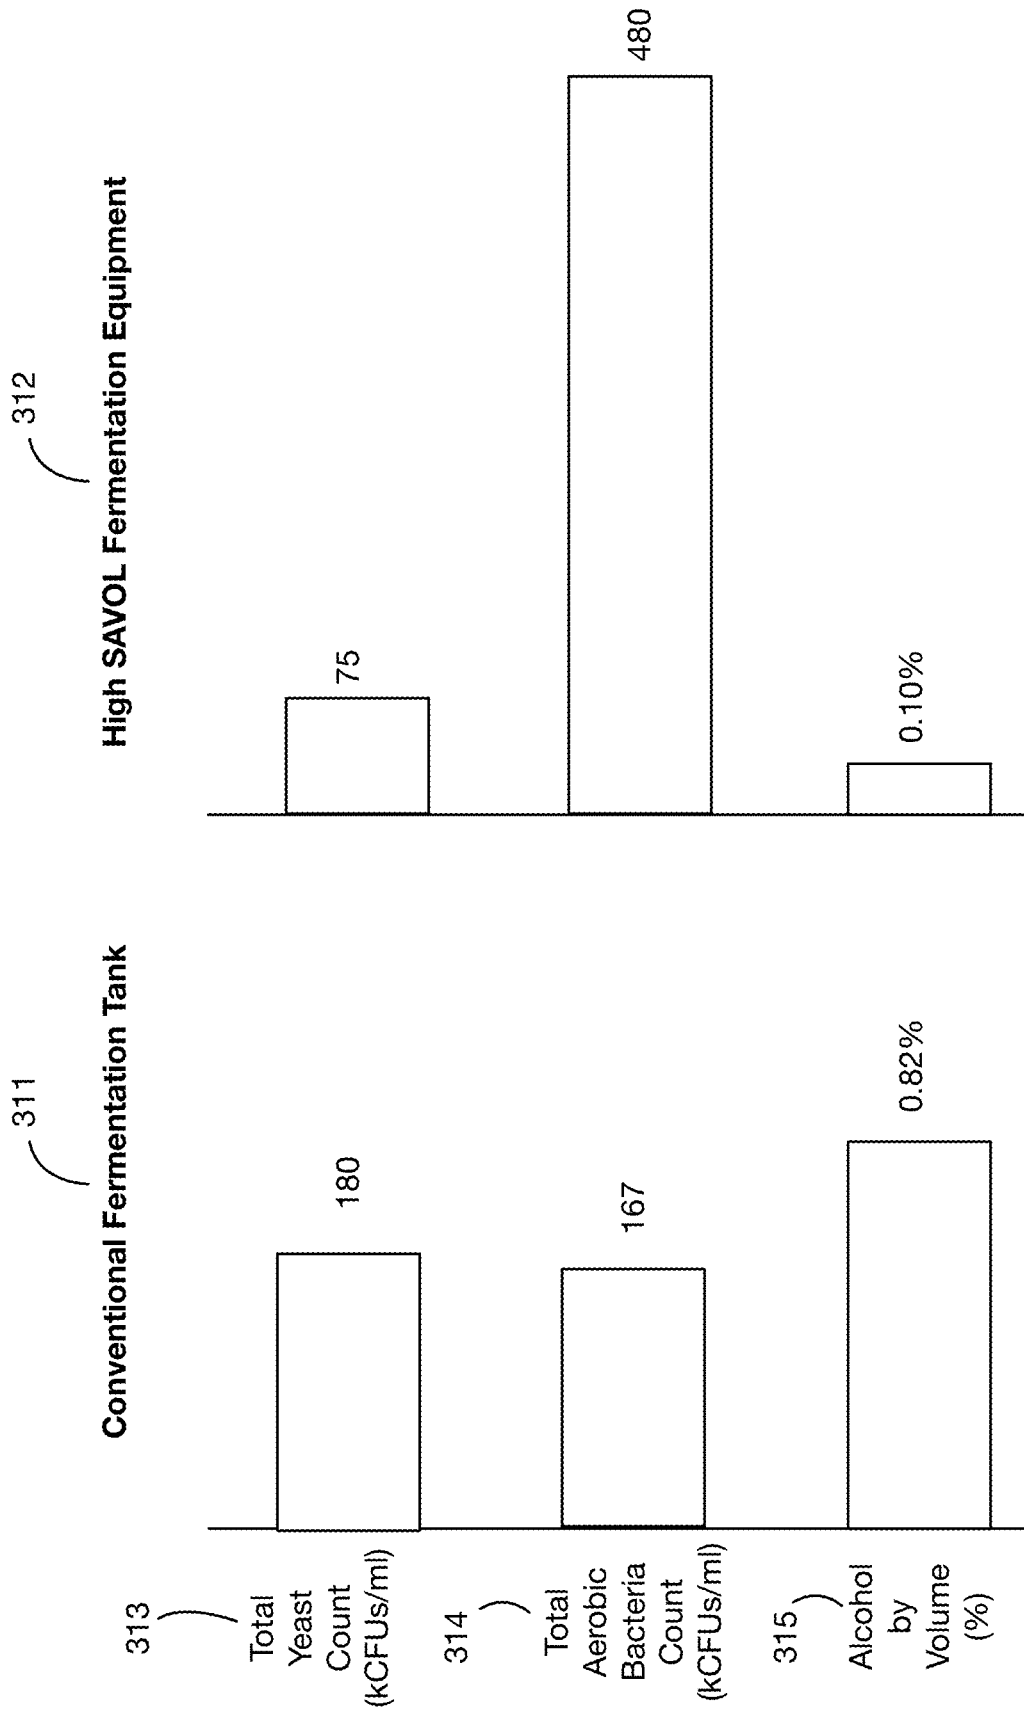 311
312
Conventional Fermentation Tank
High SAVOL Fermentation Equipment
313
Total
Yeast
Count
(kCFUs/ml)
180
75
314
Total
Aerobic
Bacteria
Count
(kCFUs/ml)
167
480
315
Alcohol
by
Volume
(%)
0.82%
0.10%